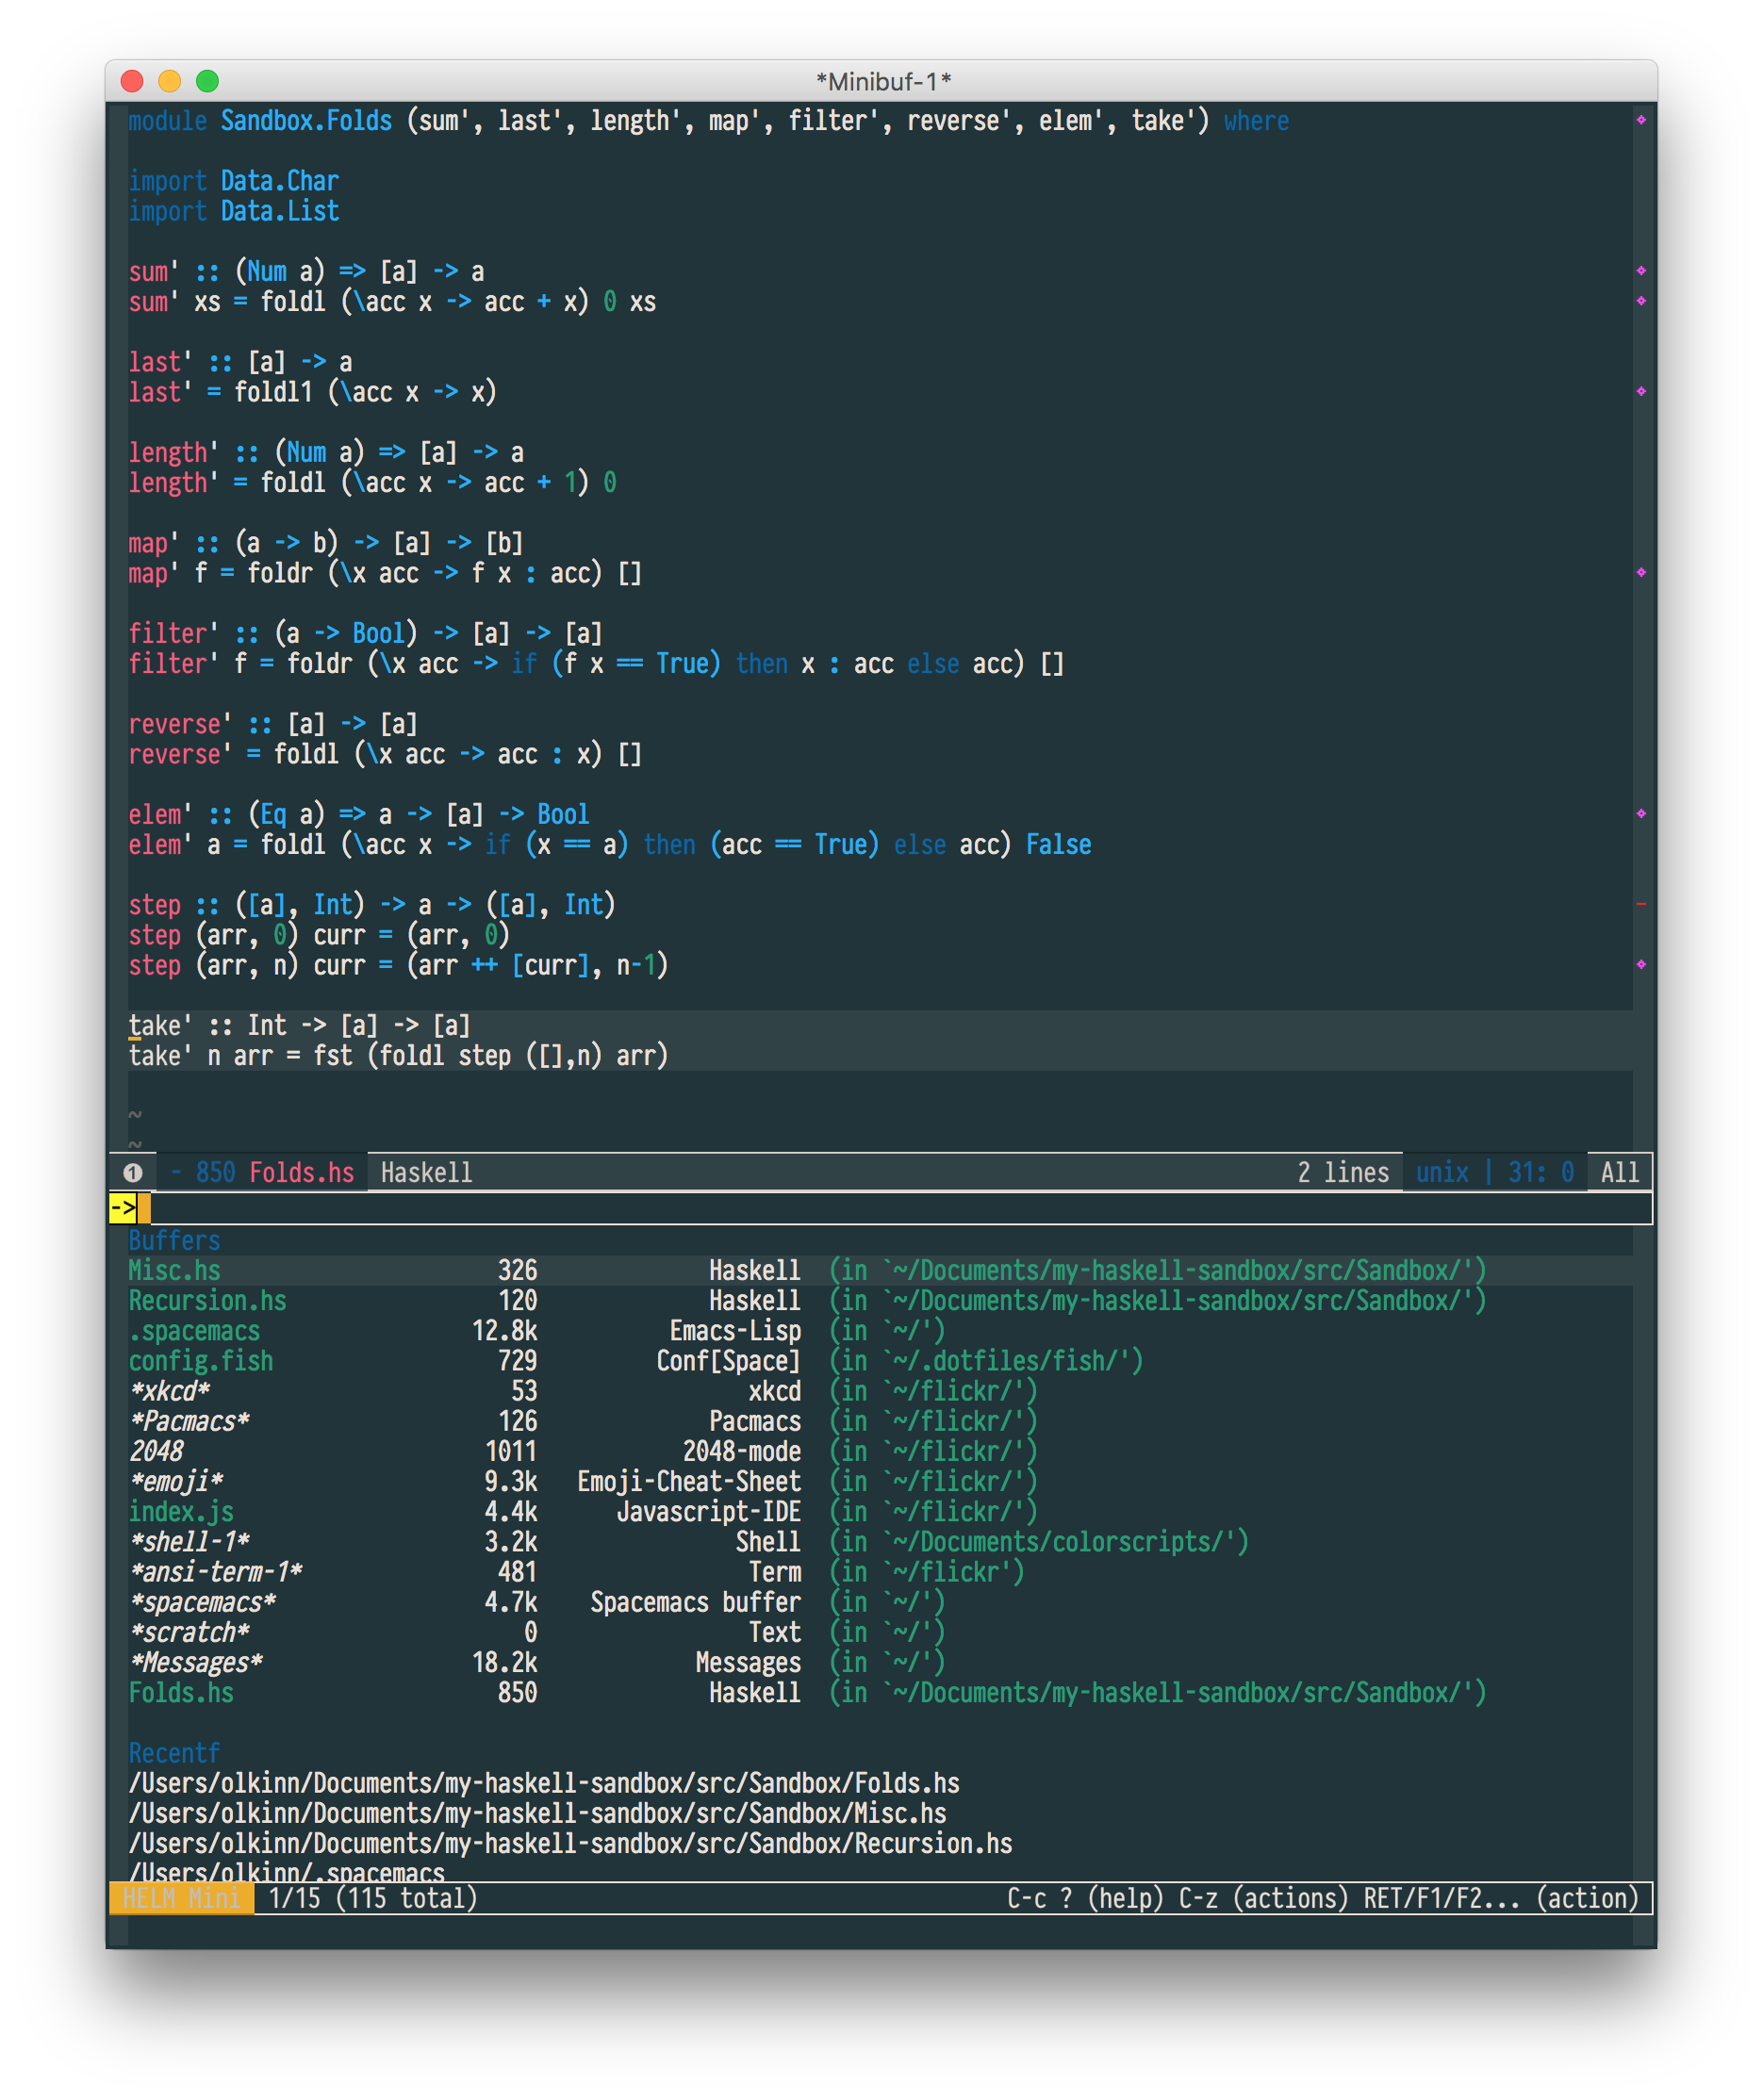 *Minibuf-1*
module Sandbox.Folds (sum', last', length', map', filter', reverse', elem', take') where
import Data.Char
import Data.List
sum' :: (Num a) => [a] -> a
sum' xs = foldl (\acc x -> acc + x) 0 xs
last' :: [a] -> a
last' = foldl1 (\acc x -> x)
length' :: (Num a) => [a] -> a
length' = foldl (\acc x -> acc + 1) 0
map' :: (a -> b) -> [a] -> [b]
map' f = foldr (\x acc -> f x : acc) []
filter' :: (a -> Bool) -> [a] -> [a]
filter' f = foldr (\x acc -> if (f x == True) then x : acc else acc) []
reverse' :: [a] -> [a]
reverse' = foldl (\x acc -> acc : x) []
elem' :: (Eq a) => a -> [a] -> Bool
elem' a = foldl (\acc x -> if (x == a) then (acc == True) else acc) False
step :: ([a], Int) -> a -> ([a], Int)
step (arr, 0) curr = (arr, 0)
step (arr, n) curr = (arr ++ [curr], n-1)
take' :: Int -> [a] -> [a]
take' n arr = fst (foldl step ([],n) arr)
~
~
❶ - 850 Folds.hs Haskell 2 lines unix | 31: 0 All
->
Buffers
Misc.hs 326 Haskell (in `~/Documents/my-haskell-sandbox/src/Sandbox/')
Recursion.hs 120 Haskell (in `~/Documents/my-haskell-sandbox/src/Sandbox/')
.spacemacs 12.8k Emacs-Lisp (in `~/')
config.fish 729 Conf[Space] (in `~/.dotfiles/fish/')
*xkcd* 53 xkcd (in `~/flickr/')
*Pacmacs* 126 Pacmacs (in `~/flickr/')
2048 1011 2048-mode (in `~/flickr/')
*emoji* 9.3k Emoji-Cheat-Sheet (in `~/flickr/')
index.js 4.4k Javascript-IDE (in `~/flickr/')
*shell-1* 3.2k Shell (in `~/Documents/colorscripts/')
*ansi-term-1* 481 Term (in `~/flickr')
*spacemacs* 4.7k Spacemacs buffer (in `~/')
*scratch* 0 Text (in `~/')
*Messages* 18.2k Messages (in `~/')
Folds.hs 850 Haskell (in `~/Documents/my-haskell-sandbox/src/Sandbox/')
Recentf
/Users/olkinn/Documents/my-haskell-sandbox/src/Sandbox/Folds.hs
/Users/olkinn/Documents/my-haskell-sandbox/src/Sandbox/Misc.hs
/Users/olkinn/Documents/my-haskell-sandbox/src/Sandbox/Recursion.hs
/Users/olkinn/.spacemacs
HELM Mini 1/15 (115 total) C-c ? (help) C-z (actions) RET/F1/F2... (action)